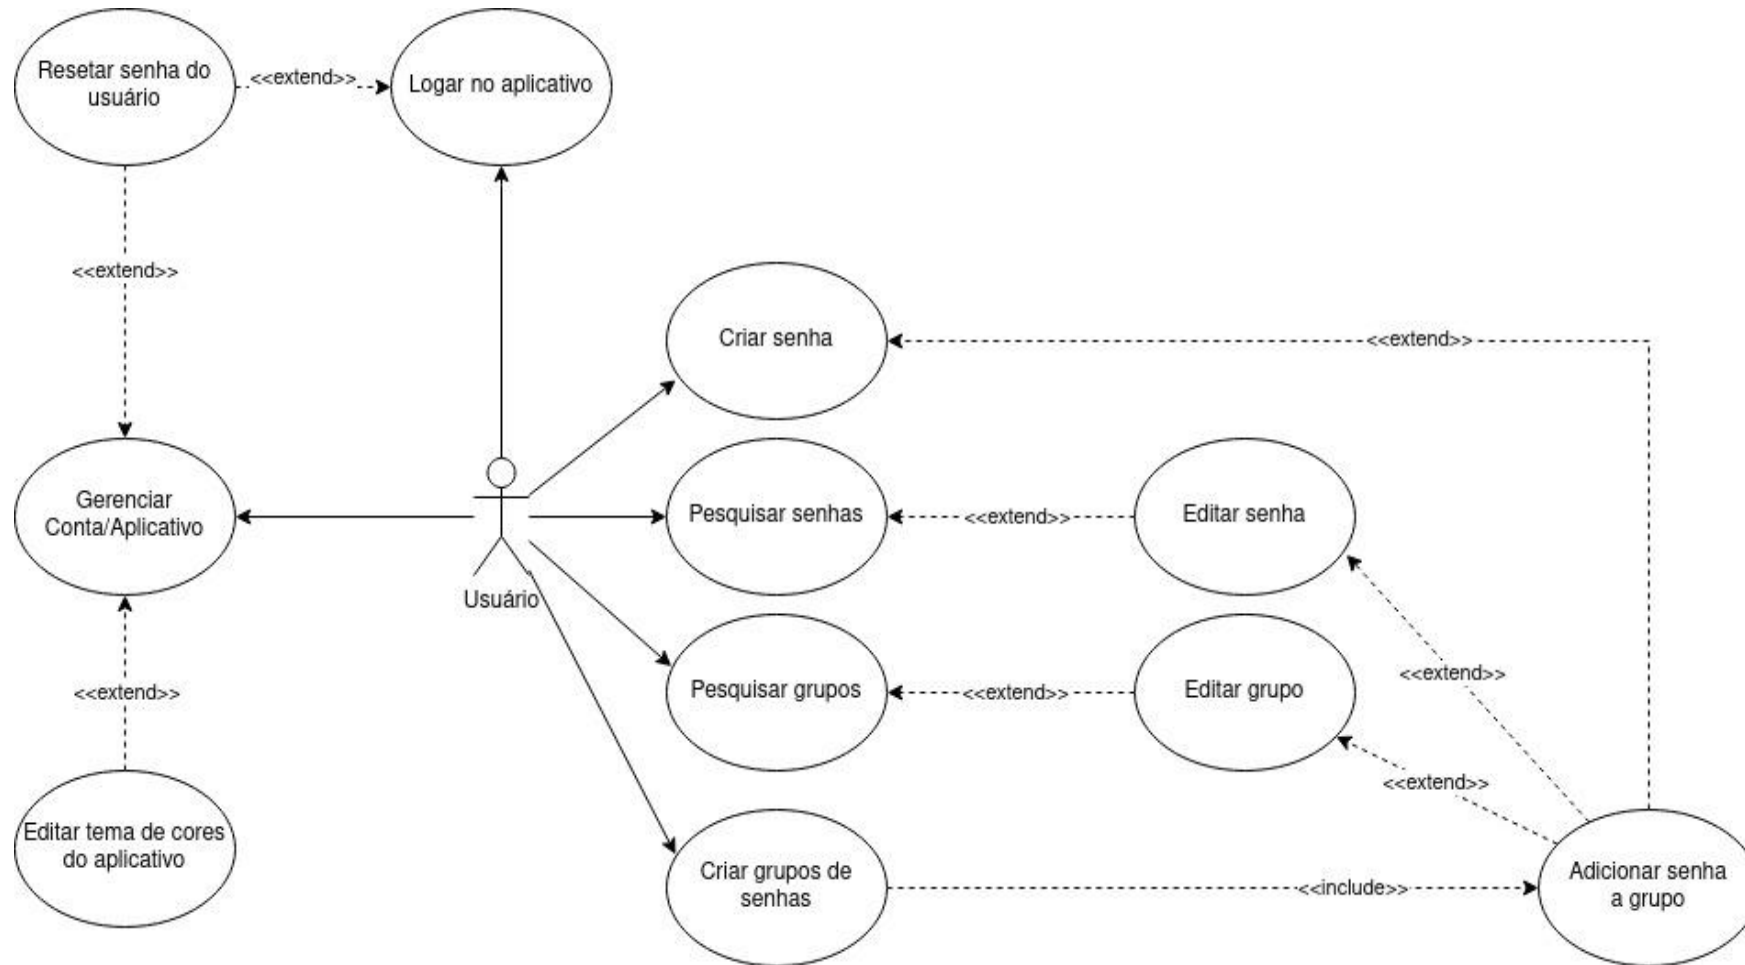 Resetar senha do
usuário
<<extend>>
Logar no aplicativo
<<extend>>
Criar senha
<<extend>>
Gerenciar
Conta/Aplicativo
Usuário
Pesquisar senhas
<<extend>>
Editar senha
<<extend>>
Pesquisar grupos
<<extend>>
Editar grupo
<<extend>>
<<extend>>
Editar tema de cores
do aplicativo
Criar grupos de
senhas
<<include>>
Adicionar senha
a grupo